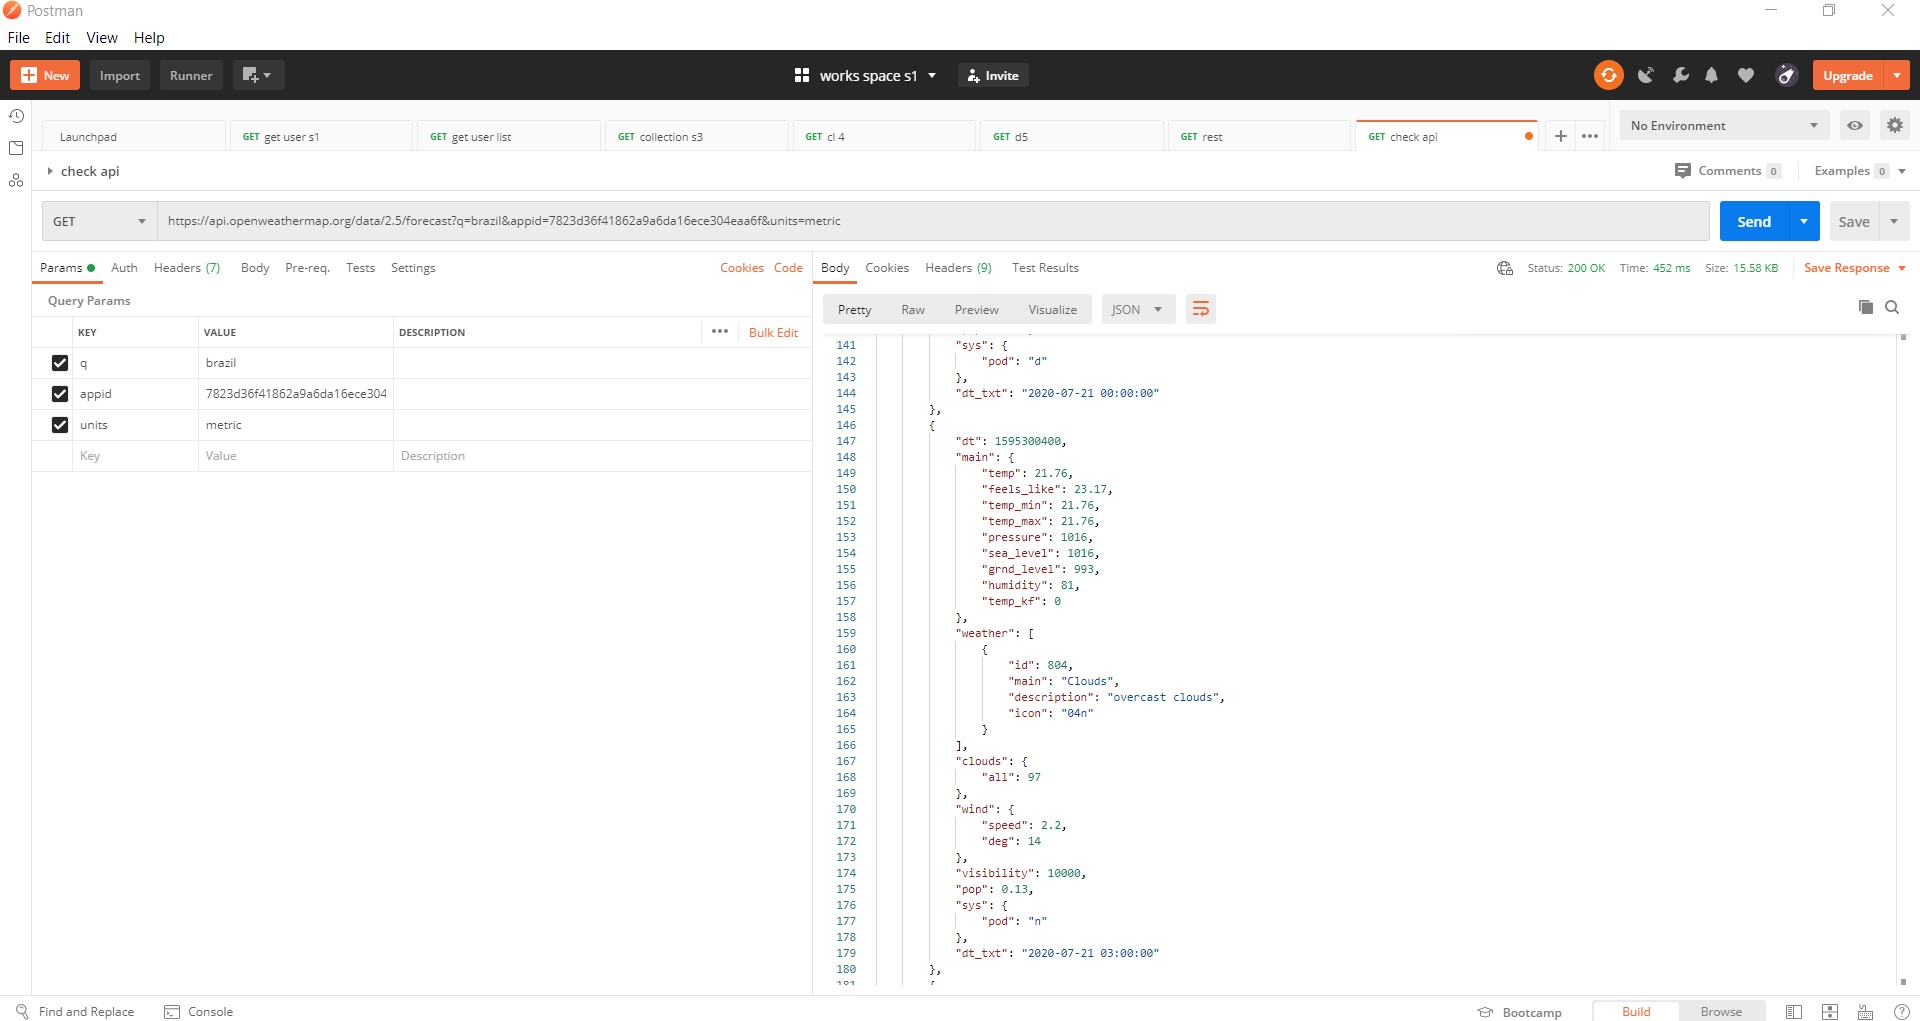 Postman
File Edit View Help
New Import Runner works space s1 Invite Upgrade
Launchpad GET get user s1 GET get user list GET collection s3 GET cl 4 GET d5 GET rest GET check api No Environment
check api Comments 0 Examples 0
GET https://api.openweathermap.org/data/2.5/forecast?q=brazil&appid=7823d36f41862a9a6da16ece304eaa6f&units=metric Send Save
Params Auth Headers (7) Body Pre-req. Tests Settings Cookies Code
Query Params
KEY VALUE DESCRIPTION Bulk Edit
q brazil
appid 7823d36f41862a9a6da16ece304
units metric
Key Value Description
Body Cookies Headers (9) Test Results Status: 200 OK Time: 452 ms Size: 15.58 KB Save Response
Pretty Raw Preview Visualize JSON
141 "sys": {
142 "pod": "d"
143 },
144 "dt_txt": "2020-07-21 00:00:00"
145 },
146 {
147 "dt": 1595300400,
148 "main": {
149 "temp": 21.76,
150 "feels_like": 23.17,
151 "temp_min": 21.76,
152 "temp_max": 21.76,
153 "pressure": 1016,
154 "sea_level": 1016,
155 "grnd_level": 993,
156 "humidity": 81,
157 "temp_kf": 0
158 },
159 "weather": [
160 {
161 "id": 804,
162 "main": "Clouds",
163 "description": "overcast clouds",
164 "icon": "04n"
165 }
166 ],
167 "clouds": {
168 "all": 97
169 },
170 "wind": {
171 "speed": 2.2,
172 "deg": 14
173 },
174 "visibility": 10000,
175 "pop": 0.13,
176 "sys": {
177 "pod": "n"
178 },
179 "dt_txt": "2020-07-21 03:00:00"
180 },
181 {
Find and Replace Console Bootcamp Build Browse